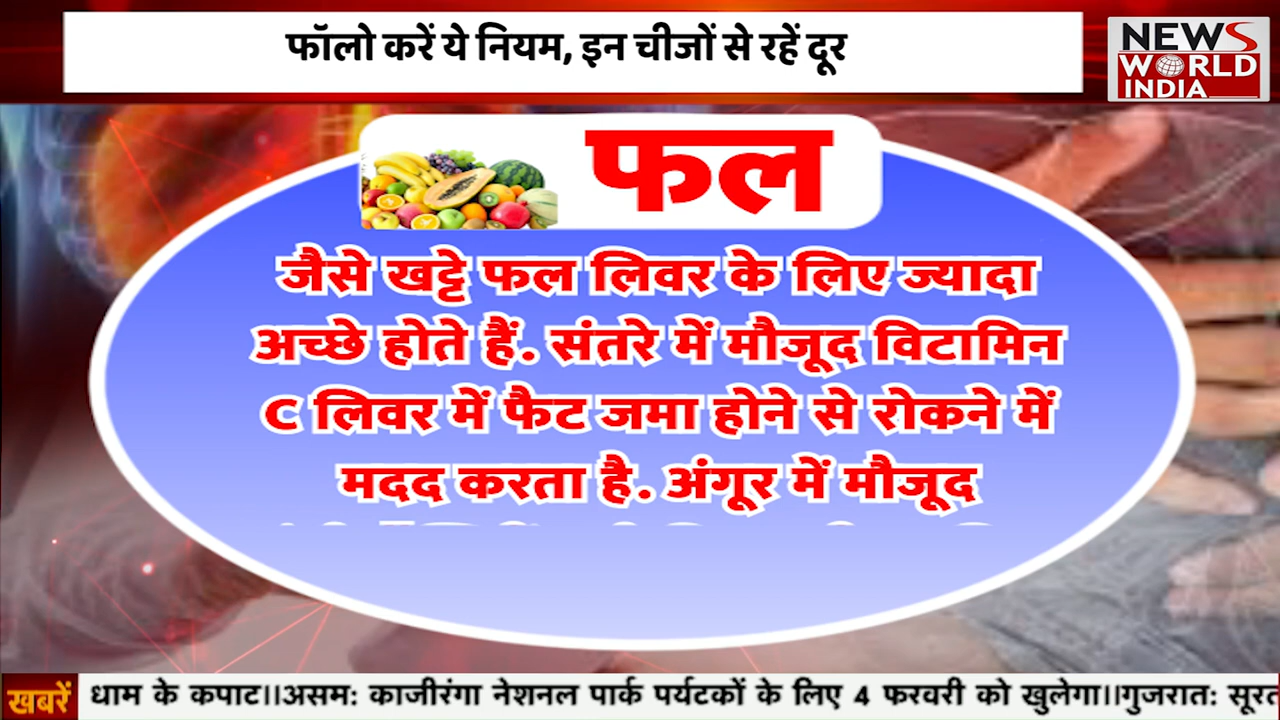 फॉलो करें ये नियम, इन चीजों से रहें दूर
NEWS
WORLD
INDIA
फल
जैसे खट्टे फल लिवर के लिए ज्यादा
अच्छे होते हैं. संतरे में मौजूद विटामिन
C लिवर में फैट जमा होने से रोकने में
मदद करता है. अंगूर में मौजूद
खबरें
धाम के कपाट।।असम: काजीरंगा नेशनल पार्क पर्यटकों के लिए 4 फरवरी को खुलेगा।।गुजरात: सूरत